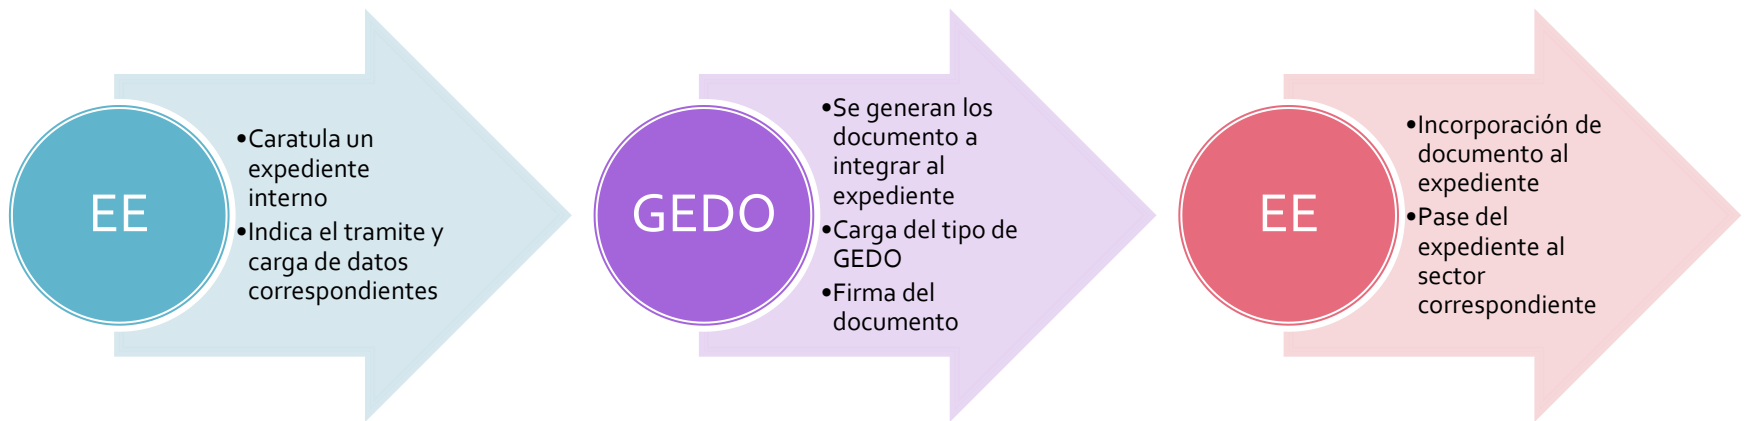 EE
•Caratula un
expediente
interno
•Indica el tramite y
carga de datos
correspondientes
GEDO
•Se generan los
documento a
integrar al
expediente
•Carga del tipo de
GEDO
•Firma del
documento
EE
•Incorporación de
documento al
expediente
•Pase del
expediente al
sector
correspondiente